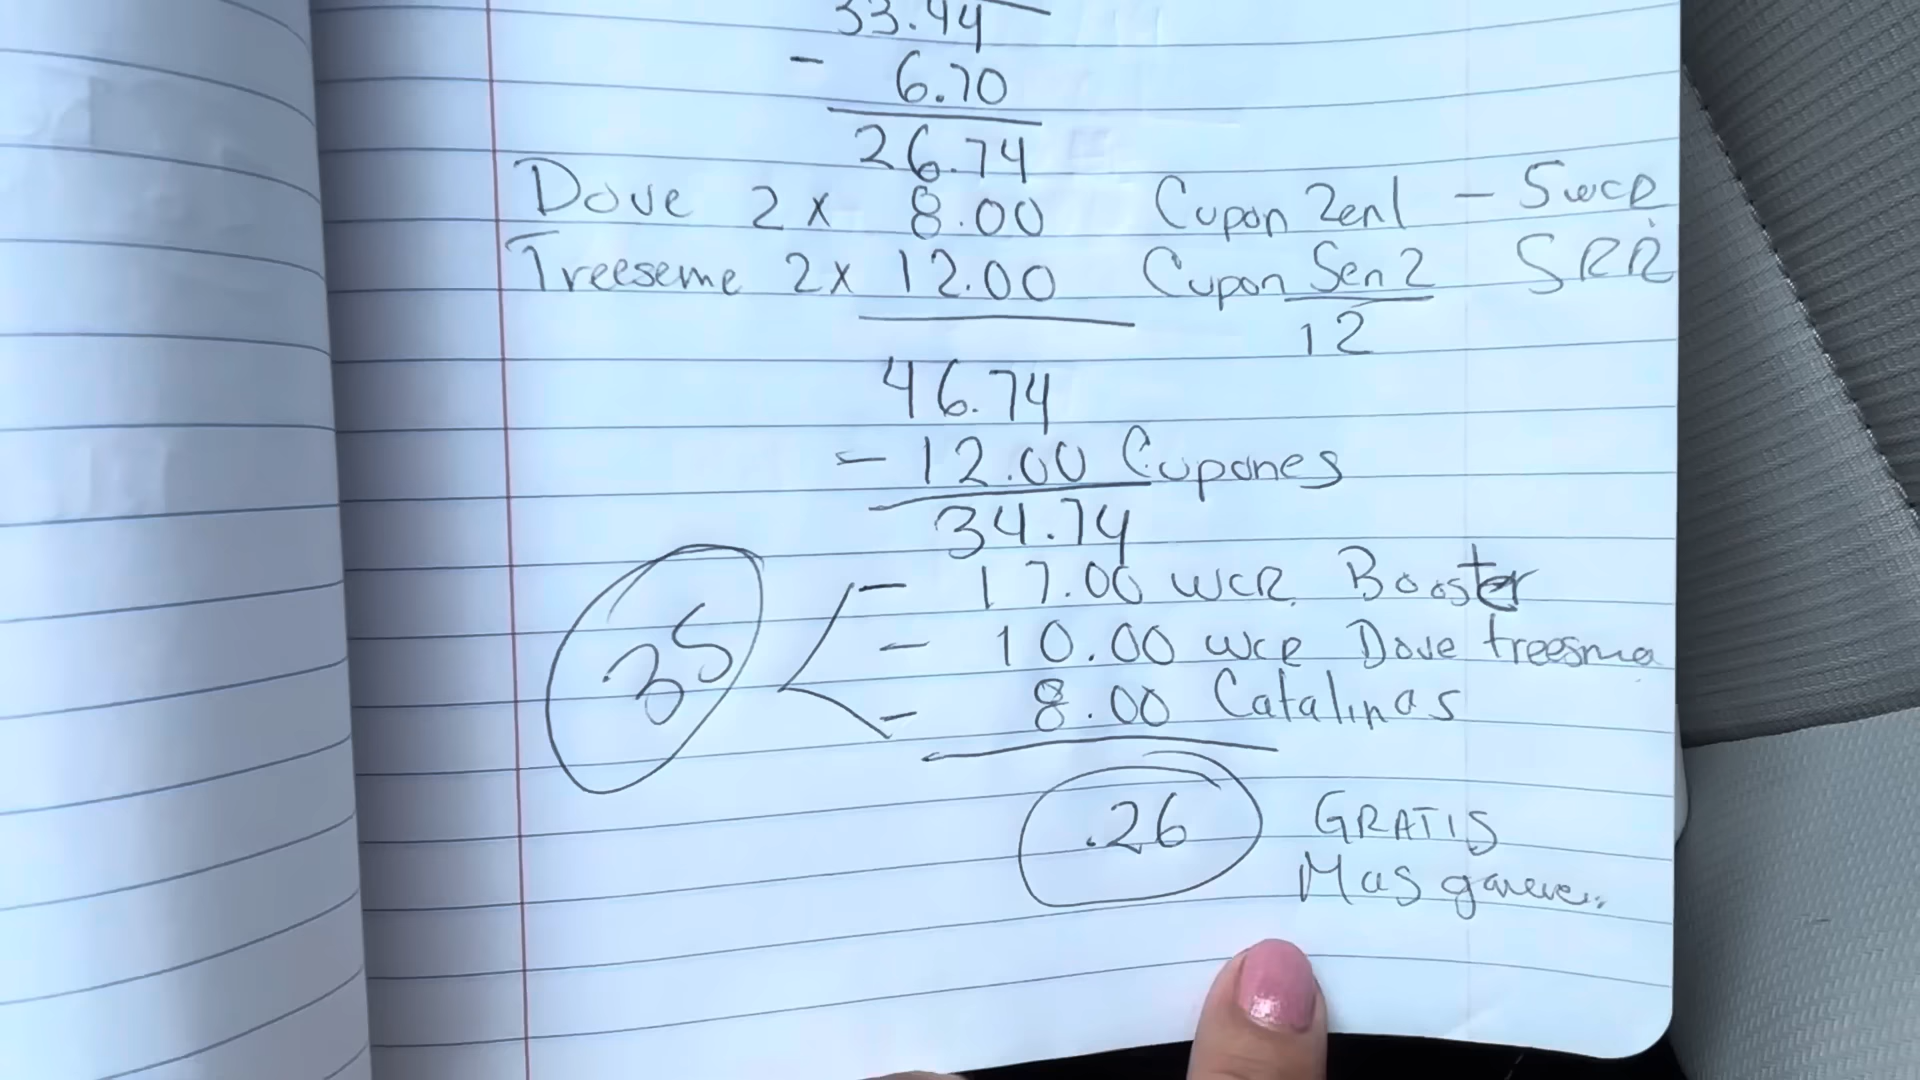 33.44
- 6.70
26.74
Dove 2x 8.00 Cupon 2en1 - 5wcR
Treeseme 2x 12.00 Cupon 5en2 5RR
12
46.74
- 12.00 Cupones
34.74
- 17.00 WCR Booster
35 - 10.00 WCR Dove treesme
- 8.00 Catalinas
.26 GRATIS
Mas